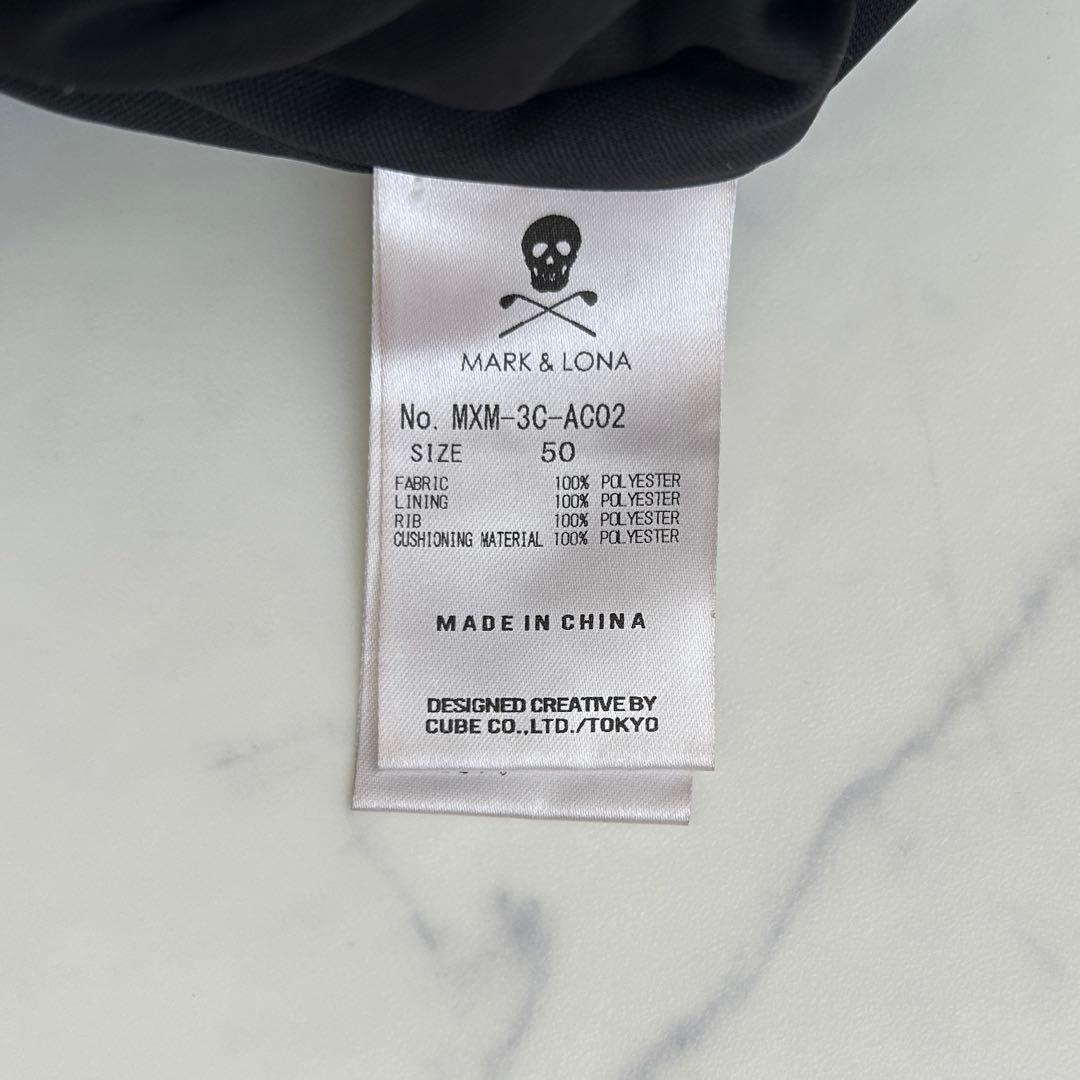 MARK & LONA
No. MXM-3C-AC02
SIZE 50
FABRIC 100% POLYESTER
LINING 100% POLYESTER
RIB 100% POLYESTER
CUSHIONING MATERIAL 100% POLYESTER
MADE IN CHINA
DESIGNED CREATIVE BY
CUBE CO.,LTD./TOKYO